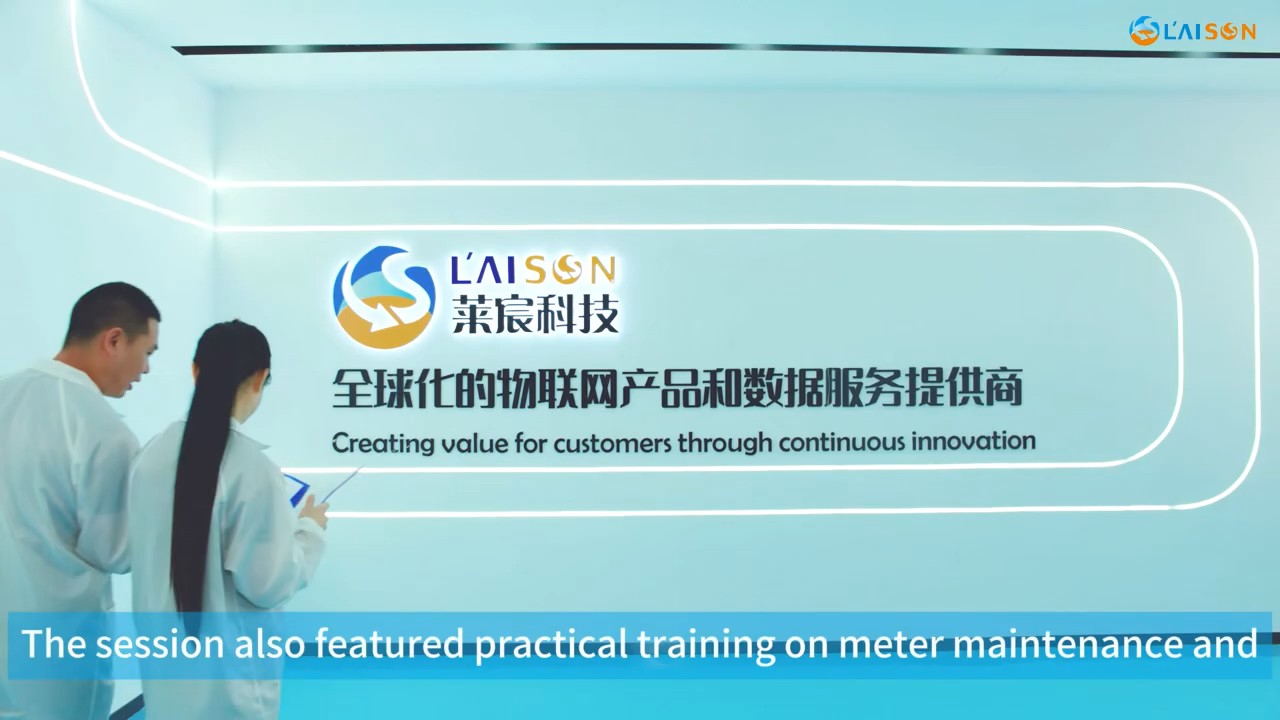 L'AISON
L'AISON
莱宸科技
全球化的物联网产品和数据服务提供商
Creating value for customers through continuous innovation
The session also featured practical training on meter maintenance and